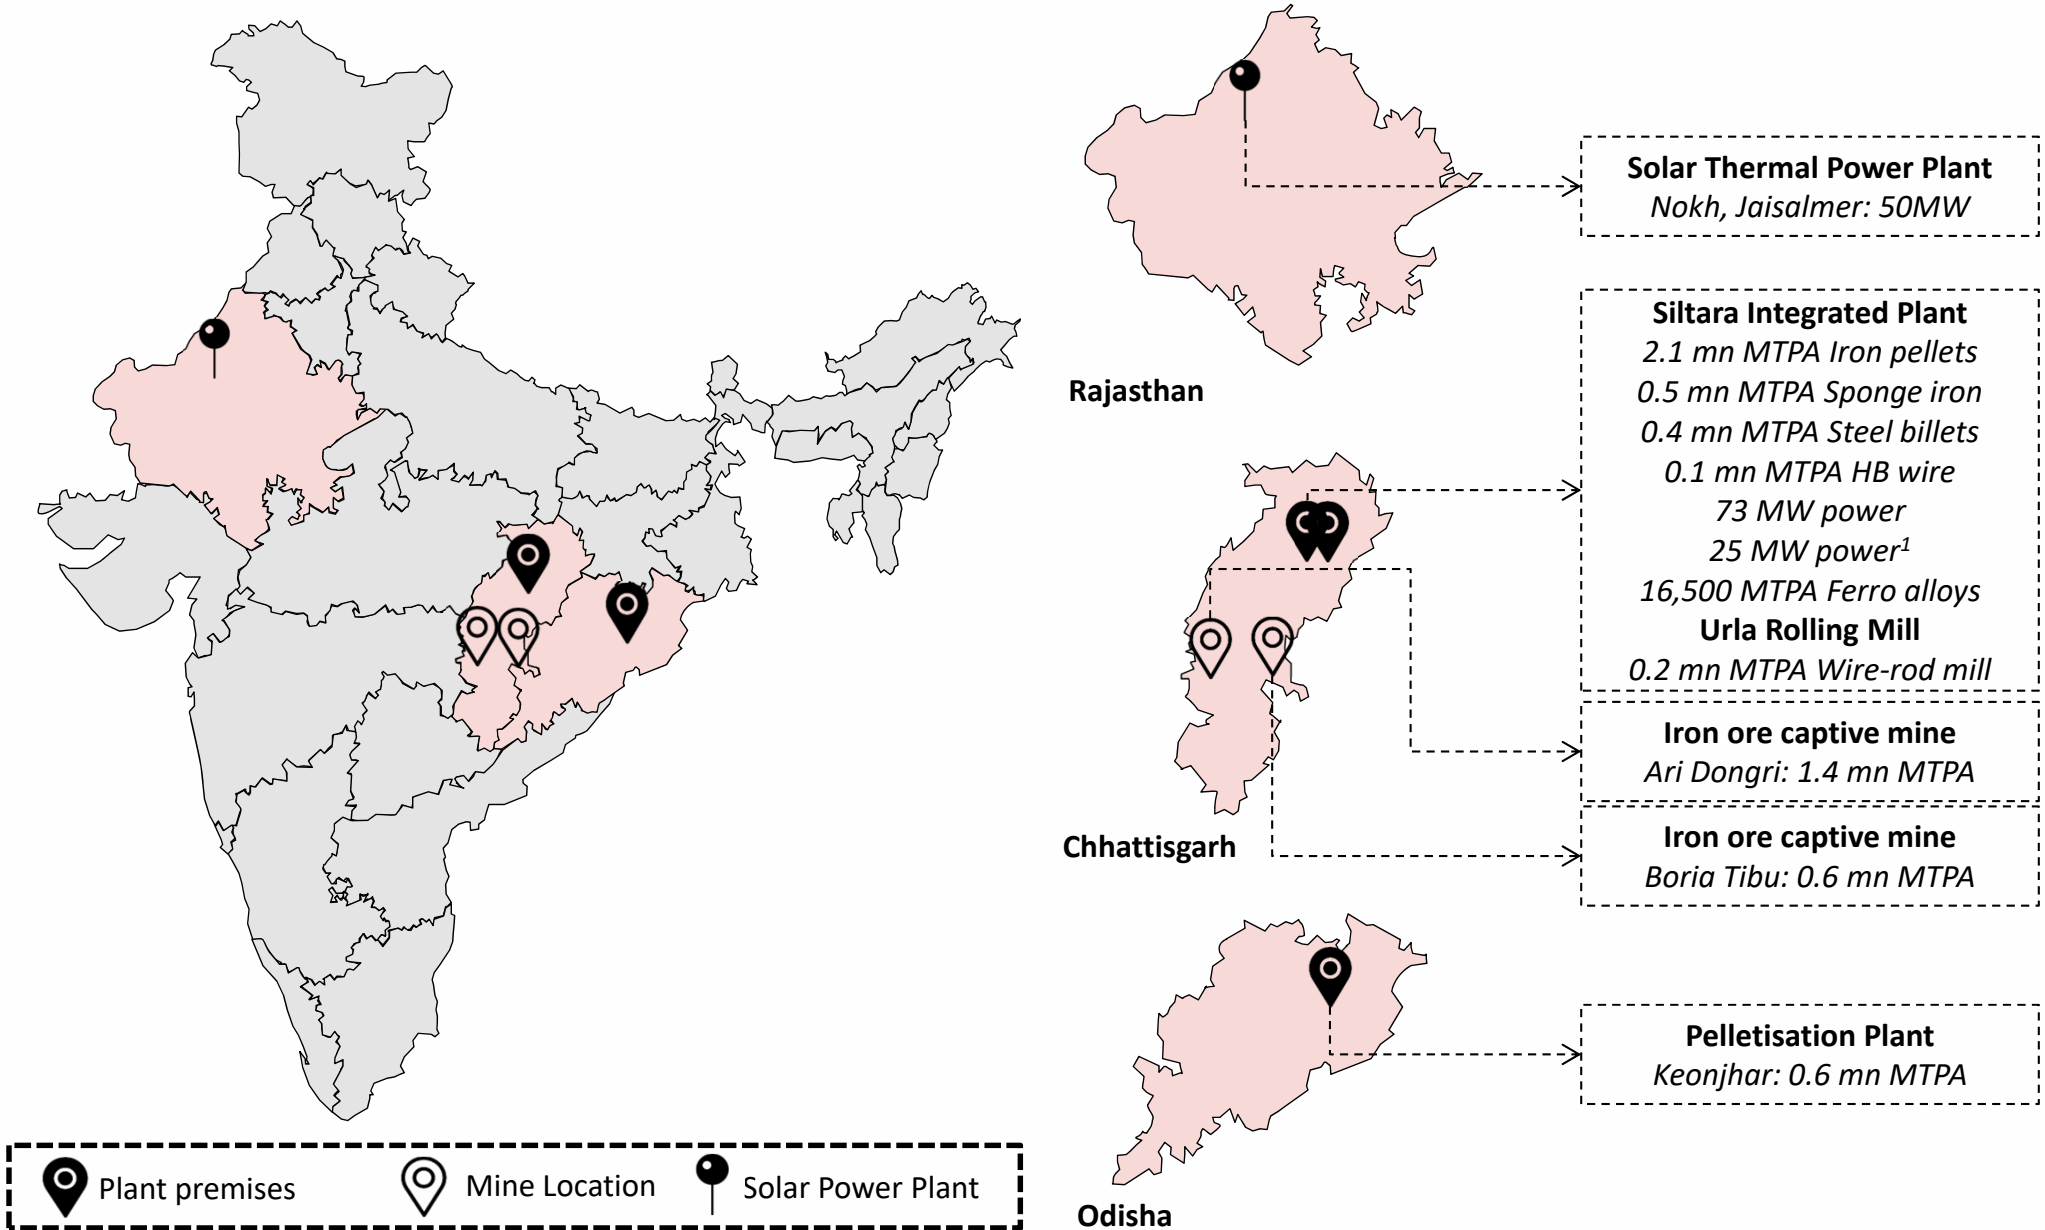 Solar Thermal Power Plant
Nokh, Jaisalmer: 50MW
Rajasthan
Siltara Integrated Plant
2.1 mn MTPA Iron pellets
0.5 mn MTPA Sponge iron
0.4 mn MTPA Steel billets
0.1 mn MTPA HB wire
73 MW power
25 MW power¹
16,500 MTPA Ferro alloys
Urla Rolling Mill
0.2 mn MTPA Wire-rod mill
Iron ore captive mine
Ari Dongri: 1.4 mn MTPA
Chhattisgarh
Iron ore captive mine
Boria Tibu: 0.6 mn MTPA
Pelletisation Plant
Keonjhar: 0.6 mn MTPA
Odisha
Plant premises
Mine Location
Solar Power Plant